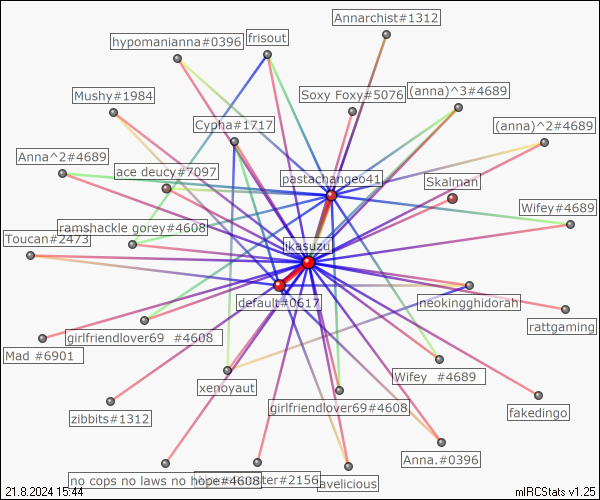 Annarchist#1312
hypomanianna#0396
frisout
Mushy#1984
Soxy Foxy#5076
(anna)^3#4689
Cypha#1717
(anna)^2#4689
Anna^2#4689
ace deucy#7097
pastachangeo41
Skalman
Wifey#4689
ramshackle gorey#4608
Toucan#2473
ikasuzu
default#0617
neokingghidorah
rattgaming
Mad #6901
girlfriendlover69 #4608
xenoyaut
Wifey #4689
zibbits#1312
girlfriendlover69#4608
fakedingo
Anna.#0396
no cops no laws no hope#4608
ster#2156
avelicious
21.8.2024 15:44
mIRCStats v1.25